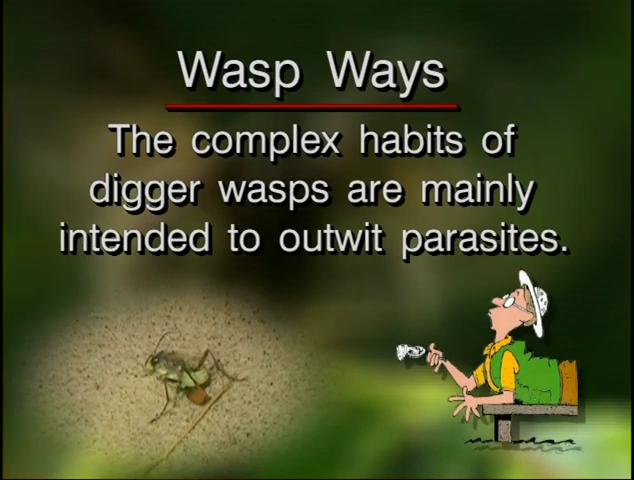 Wasp Ways
The complex habits of
digger wasps are mainly
intended to outwit parasites.